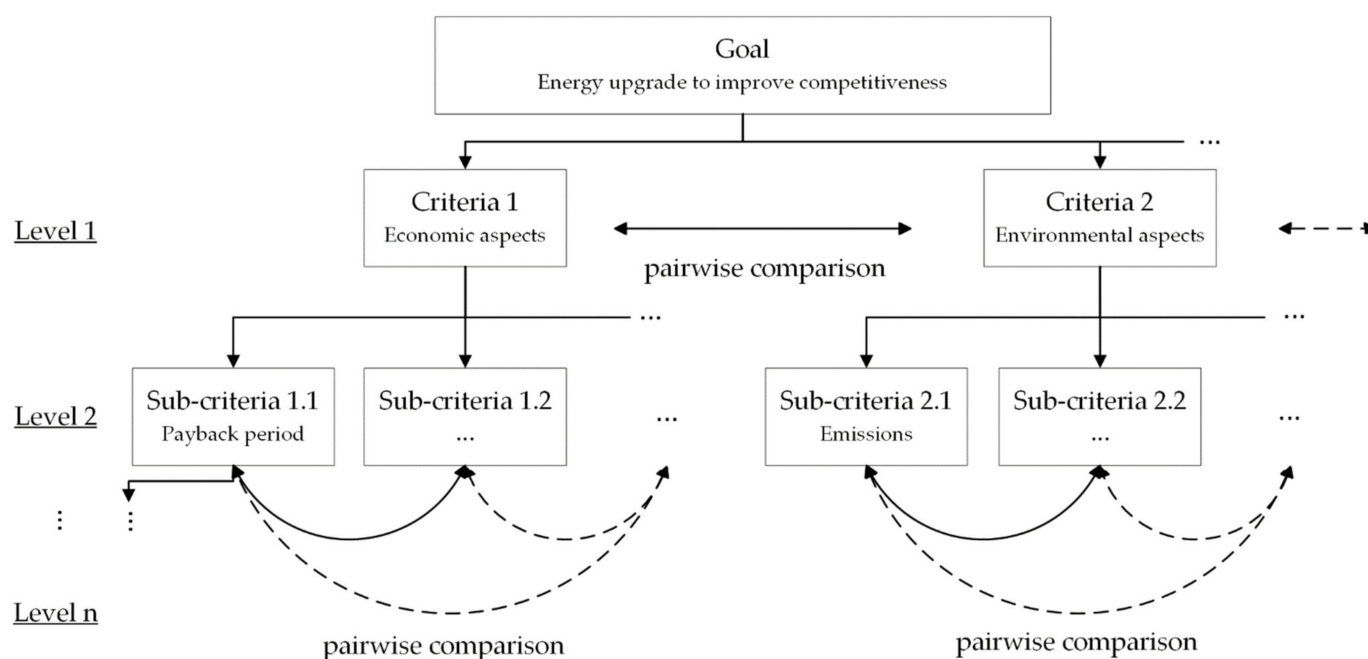 Goal
Energy upgrade to improve competitiveness
...
Level 1
Criteria 1
Economic aspects
pairwise comparison
Criteria 2
Environmental aspects
...
...
Level 2
Sub-criteria 1.1
Payback period
Sub-criteria 1.2
...
...
Sub-criteria 2.1
Emissions
Sub-criteria 2.2
...
...
⋮
⋮
Level n
pairwise comparison
pairwise comparison